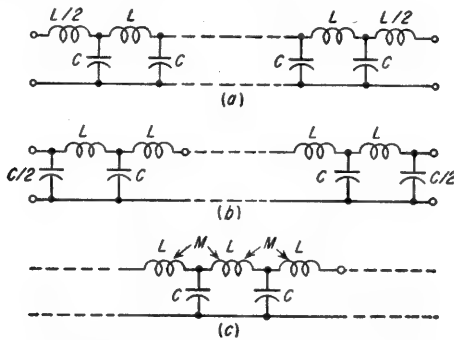 L/2 L L L/2
C C C C
(a)
L L L L
C/2 C C C/2
(b)
L M L M L
C C
(c)